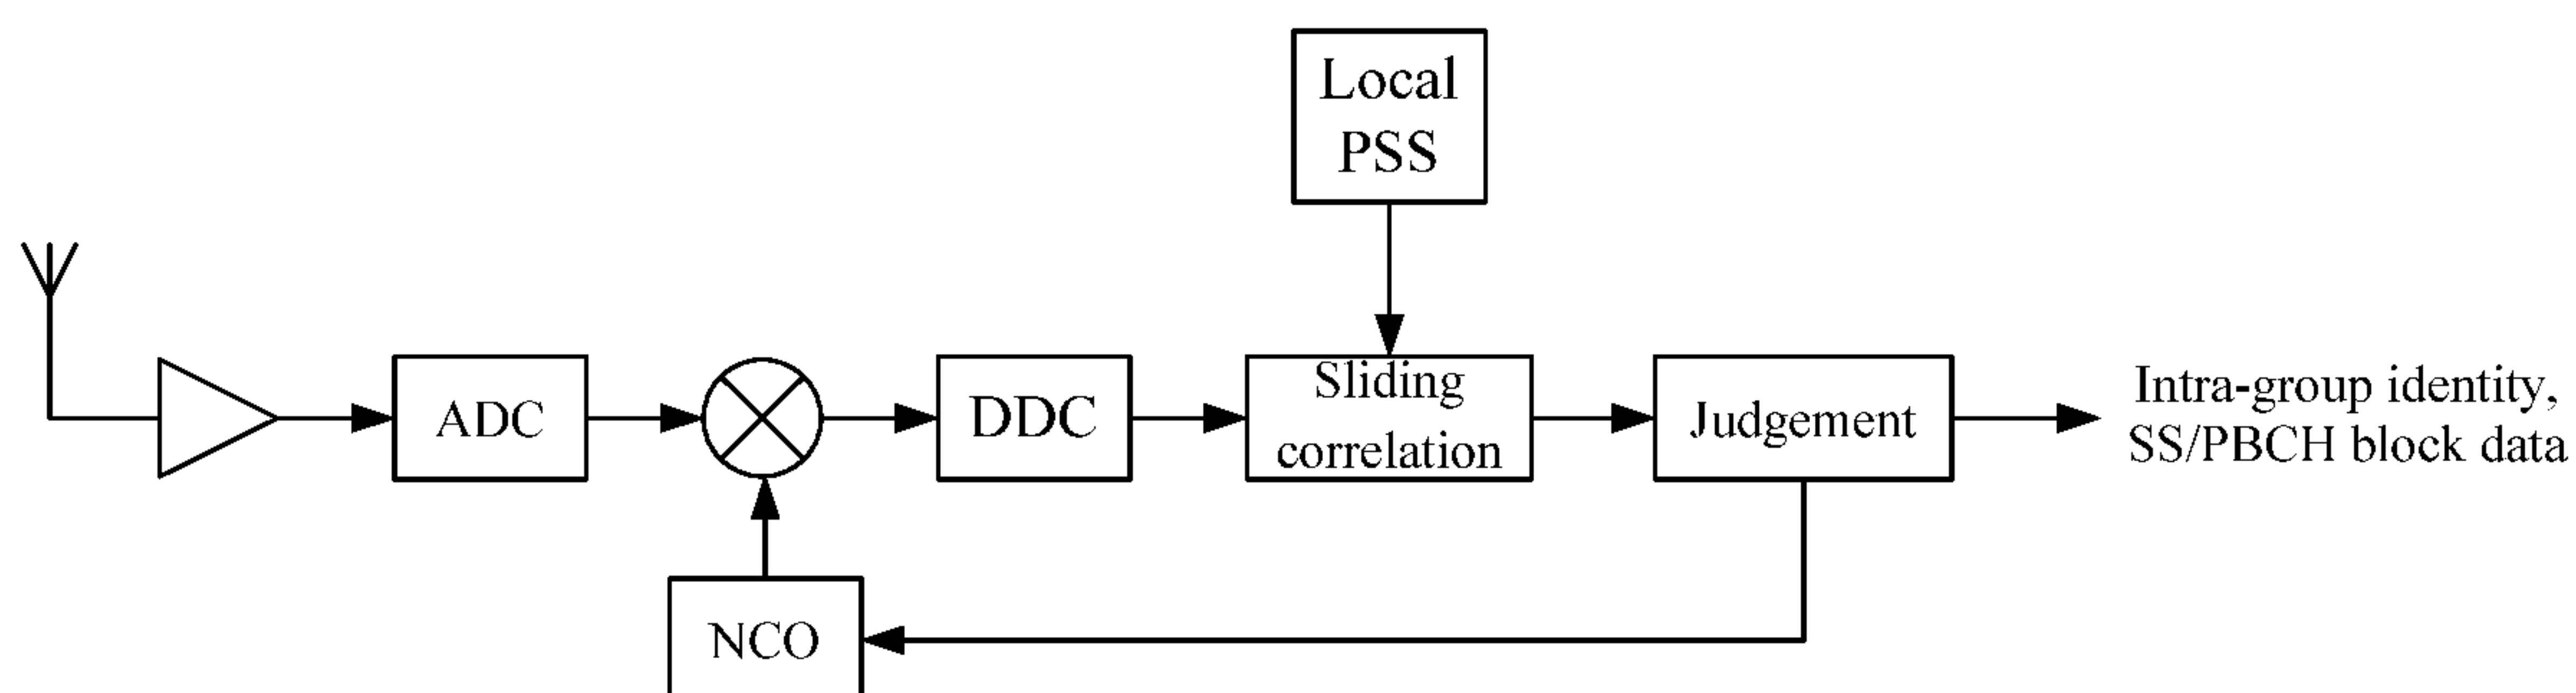 Local
PSS
ADC
DDC
Sliding
correlation
Judgement
Intra-group identity,
SS/PBCH block data
NCO